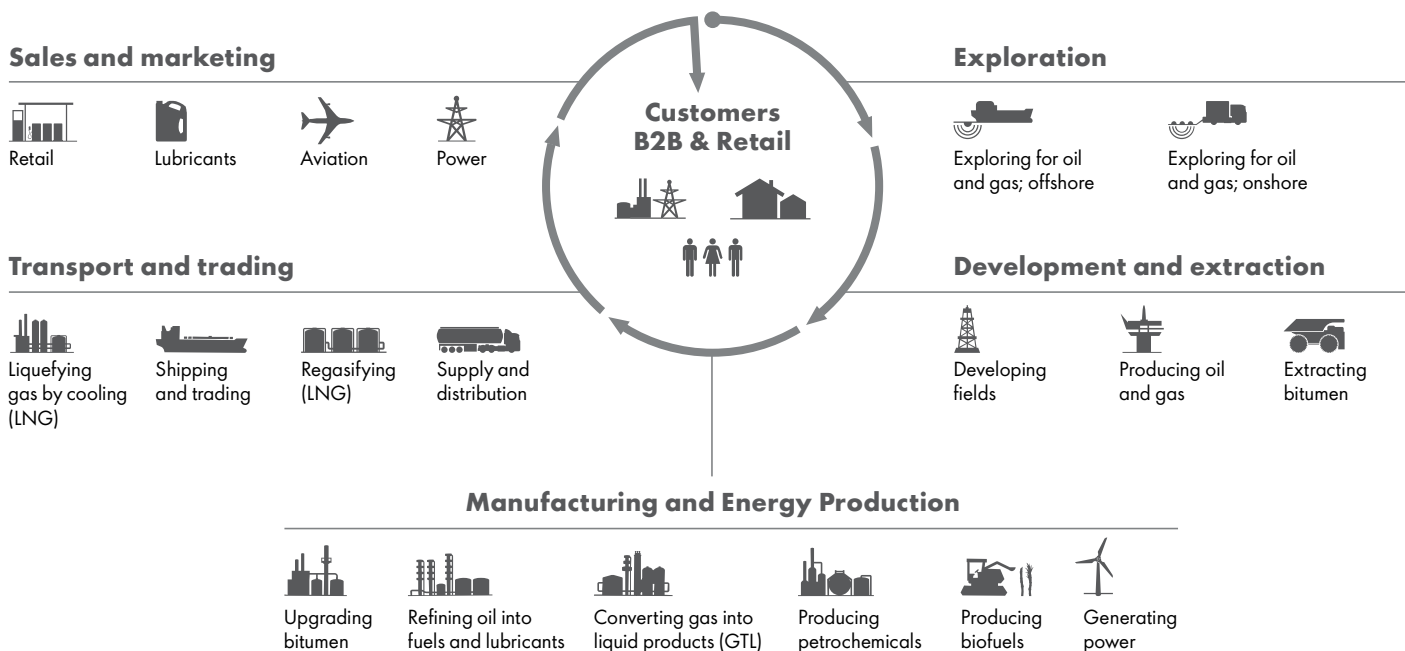 Sales and marketing
Retail
Lubricants
Aviation
Power
Customers
B2B & Retail
Exploration
Exploring for oil
and gas; offshore
Exploring for oil
and gas; onshore
Transport and trading
Liquefying
gas by cooling
(LNG)
Shipping
and trading
Regasifying
(LNG)
Supply and
distribution
Development and extraction
Developing
fields
Producing oil
and gas
Extracting
bitumen
Manufacturing and Energy Production
Upgrading
bitumen
Refining oil into
fuels and lubricants
Converting gas into
liquid products (GTL)
Producing
petrochemicals
Producing
biofuels
Generating
power